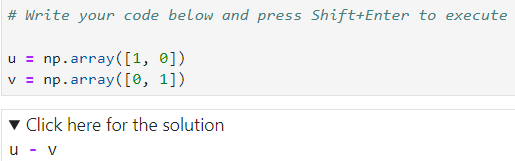 # Write your code below and press Shift+Enter to execute
u = np.array([1, 0])
v = np.array([0, 1])
▼ Click here for the solution
u - v